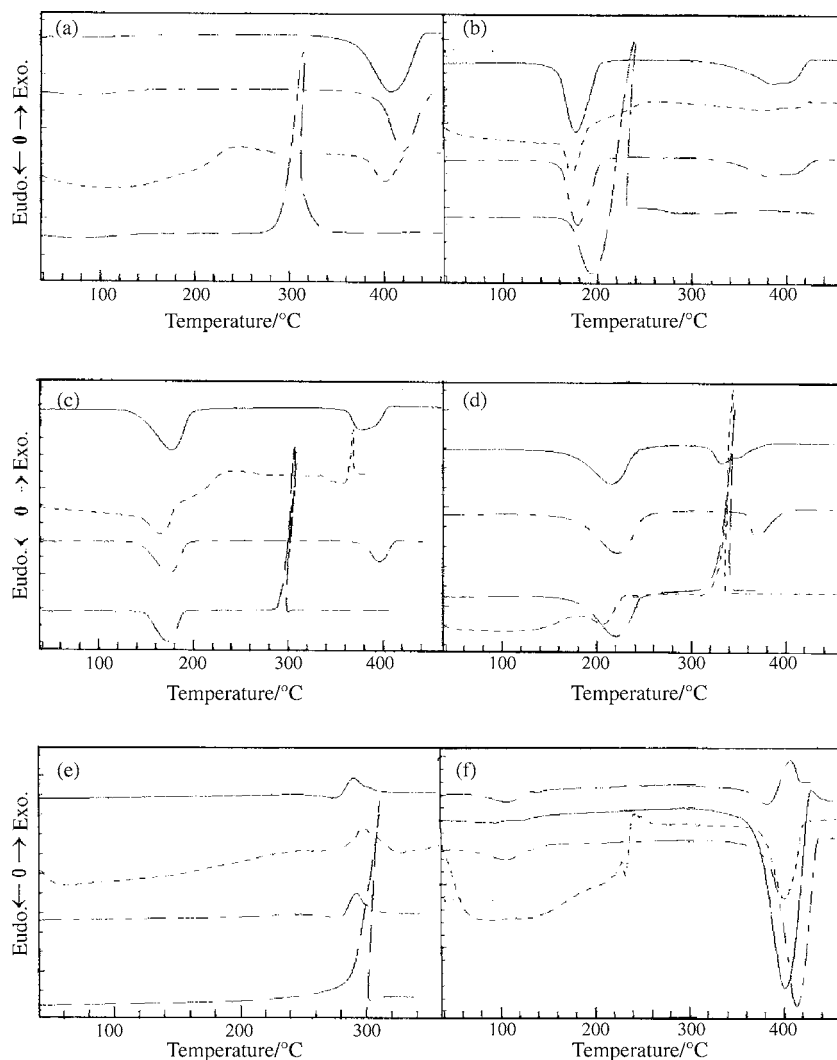 (a)
(b)
Eudo. ← 0 → Exo.
100 200 300 400
100 200 300 400
Temperature/°C
Temperature/°C
(c)
(d)
Eudo. < 0 → Exo.
100 200 300 400
100 200 300 400
Temperature/°C
Temperature/°C
(e)
(f)
Eudo. ← 0 → Exo.
100 200 300
100 200 300 400
Temperature/°C
Temperature/°C